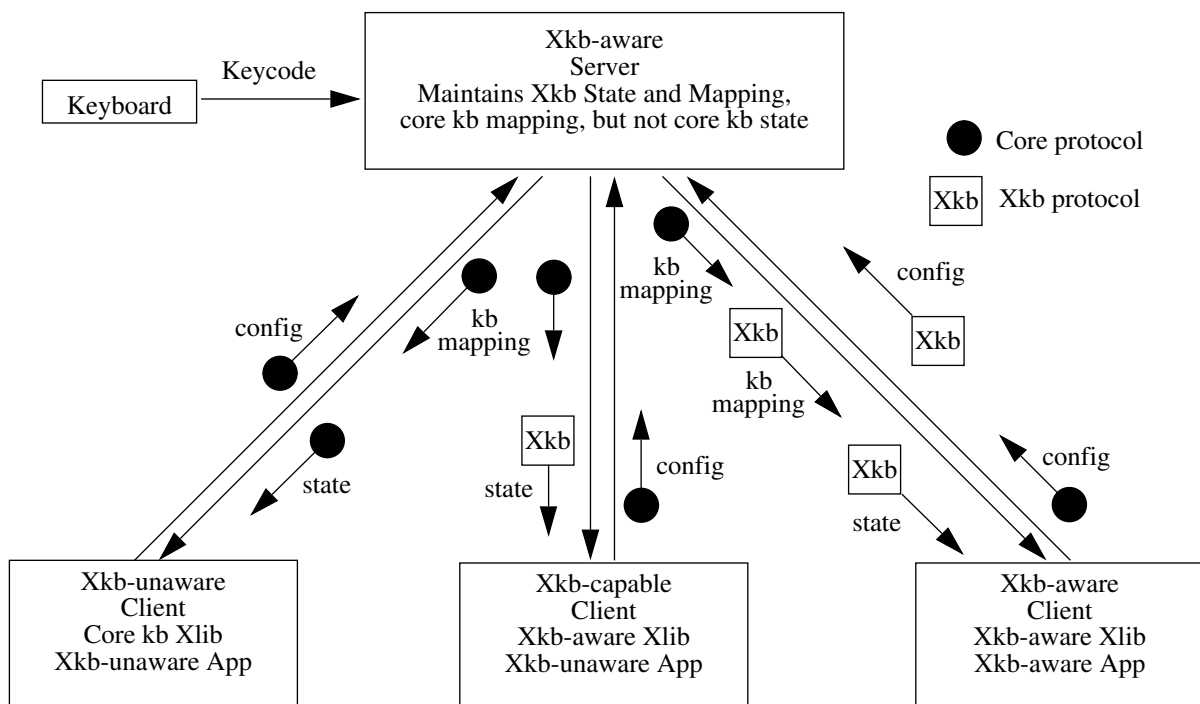 Xkb-aware
Server
Maintains Xkb State and Mapping,
core kb mapping, but not core kb state
Keycode
Keyboard
Core protocol
Xkb
Xkb protocol
config
kb
mapping
kb
mapping
config
Xkb
Xkb
kb
mapping
state
Xkb
state
config
Xkb
state
config
Xkb-unaware
Client
Core kb Xlib
Xkb-unaware App
Xkb-capable
Client
Xkb-aware Xlib
Xkb-unaware App
Xkb-aware
Client
Xkb-aware Xlib
Xkb-aware App